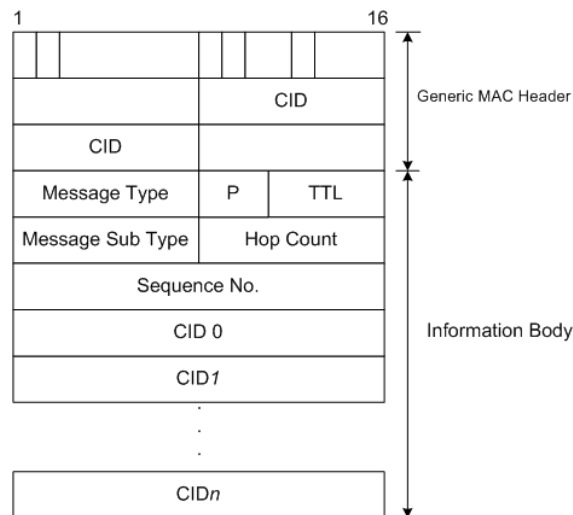 1 16
Generic MAC Header
CID
CID
Message Type P TTL
Message Sub Type Hop Count
Sequence No.
CID 0
Information Body
CID1
.
.
.
CIDn